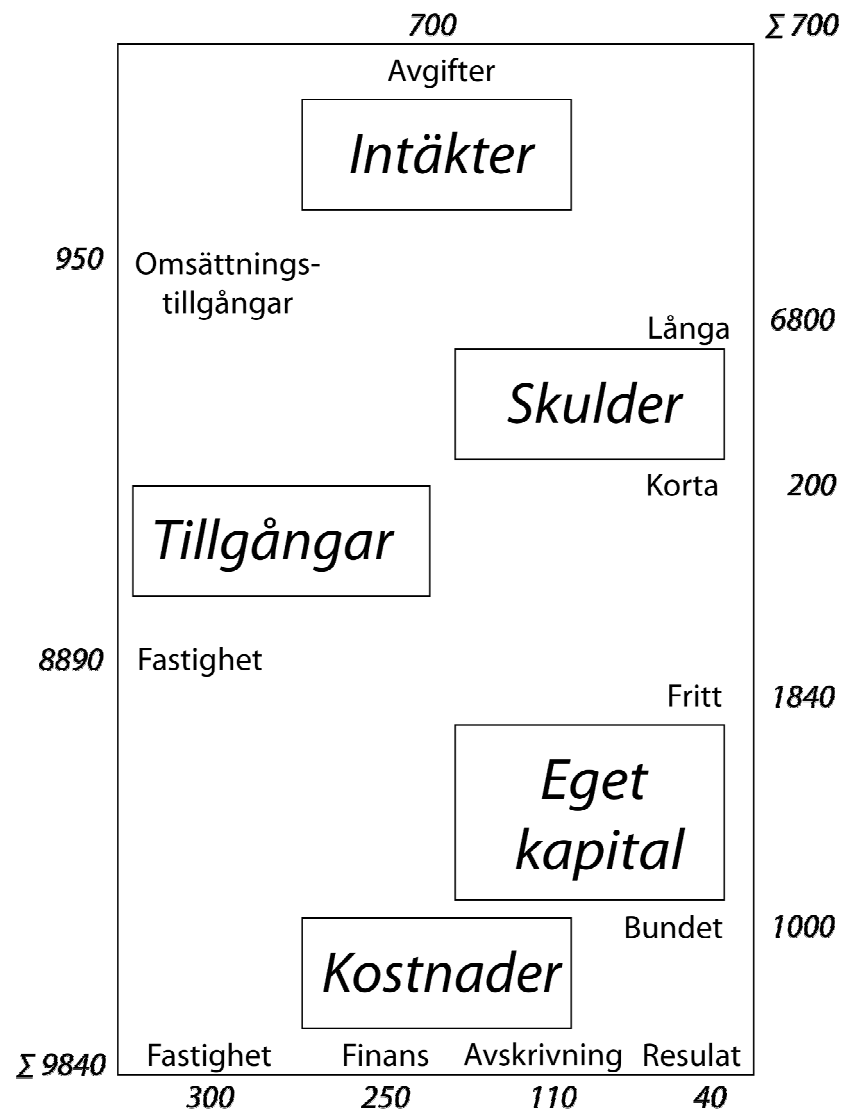 700 ∑ 700
Avgifter
Intäkter
950 Omsättnings-
tillgångar
Långa 6800
Skulder
Korta 200
Tillgångar
8890 Fastighet
Fritt 1840
Eget
kapital
Bundet 1000
Kostnader
∑ 9840 Fastighet Finans Avskrivning Resulat
300 250 110 40